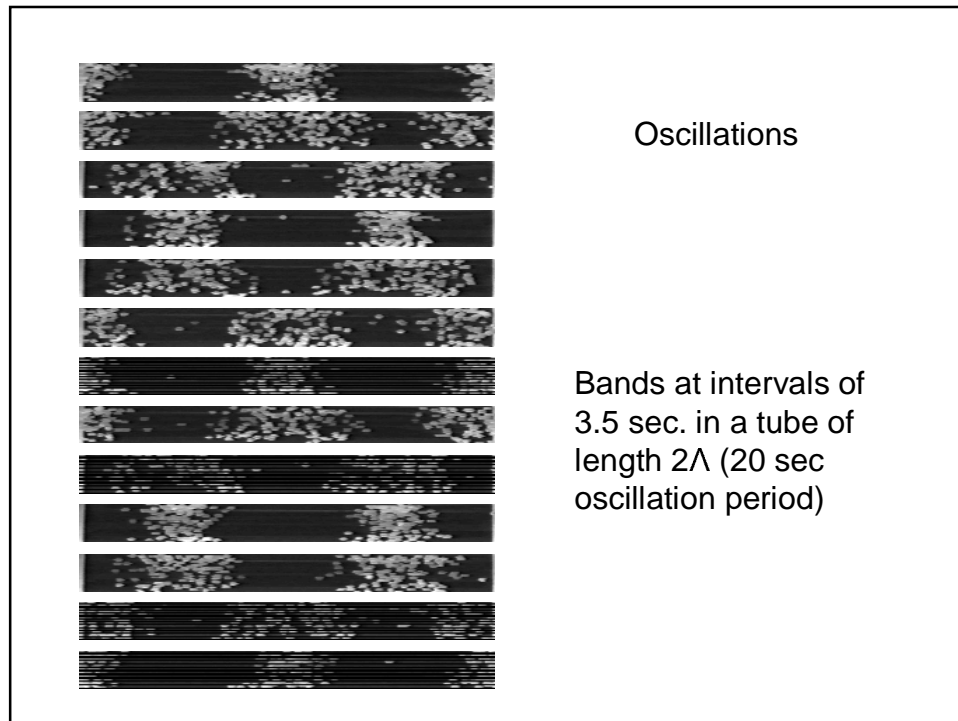 Oscillations
Bands at intervals of
3.5 sec. in a tube of
length 2Λ (20 sec
oscillation period)